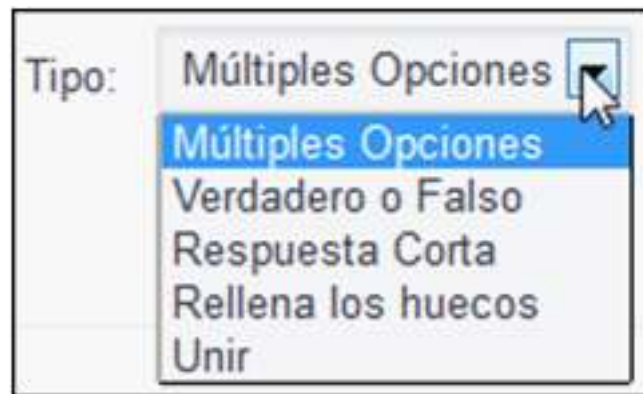 Tipo: Múltiples Opciones
Múltiples Opciones
Verdadero o Falso
Respuesta Corta
Rellena los huecos
Unir